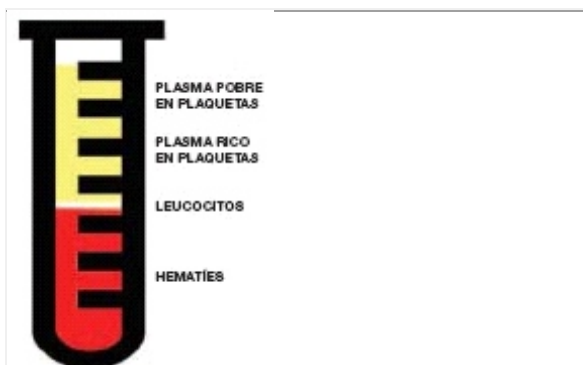 PLASMA POBRE
EN PLAQUETAS
PLASMA RICO
EN PLAQUETAS
LEUCOCITOS
HEMATÍES